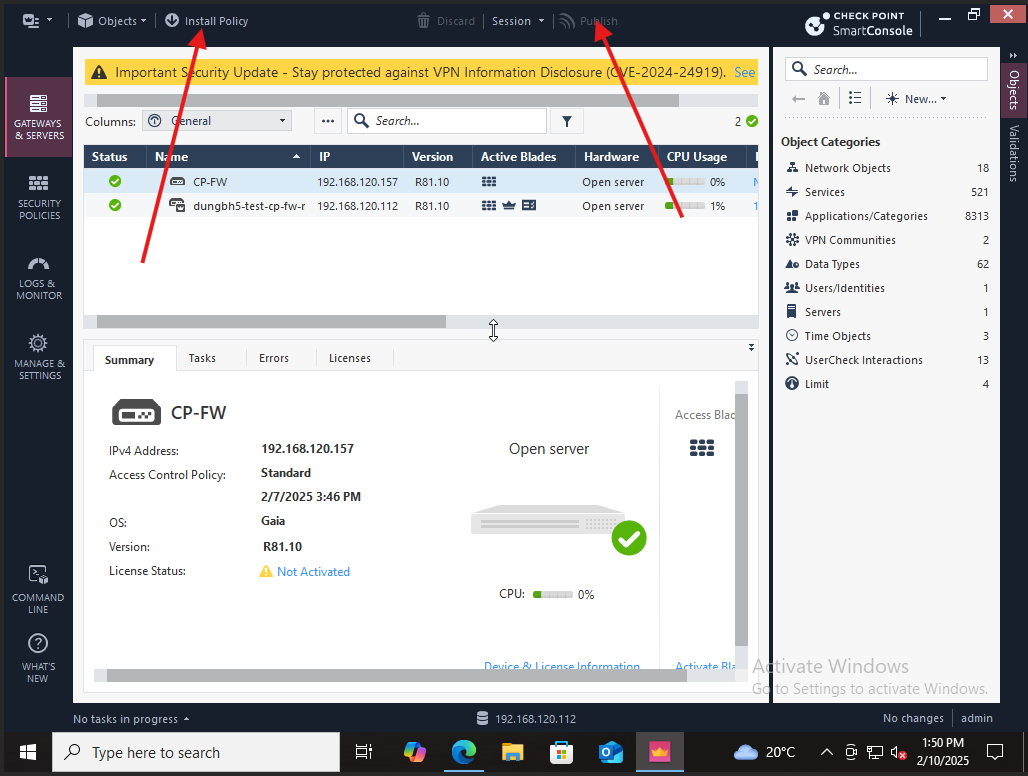 Objects
Install Policy
Discard
Session
Publish
CHECK POINT
SmartConsole
Important Security Update - Stay protected against VPN Information Disclosure (CVE-2024-24919). See
Columns: General
Search...
2
Status Name IP Version Active Blades Hardware CPU Usage
CP-FW 192.168.120.157 R81.10 Open server 0%
dungbh5-test-cp-fw-r 192.168.120.112 R81.10 Open server 1%
GATEWAYS
& SERVERS
SECURITY
POLICIES
LOGS &
MONITOR
MANAGE &
SETTINGS
COMMAND
LINE
WHAT'S
NEW
Summary Tasks Errors Licenses
CP-FW
IPv4 Address: 192.168.120.157
Access Control Policy: Standard
2/7/2025 3:46 PM
OS: Gaia
Version: R81.10
License Status: Not Activated
Open server
CPU: 0%
Device & License Information
Access Blad
Activate Bla
Search...
New...
Object Categories
Network Objects 18
Services 521
Applications/Categories 8313
VPN Communities 2
Data Types 62
Users/Identities 1
Servers 1
Time Objects 3
UserCheck Interactions 13
Limit 4
Objects
Validations
Activate Windows
Go to Settings to activate Windows.
No tasks in progress
192.168.120.112
No changes
admin
Type here to search
20°C
1:50 PM
2/10/2025